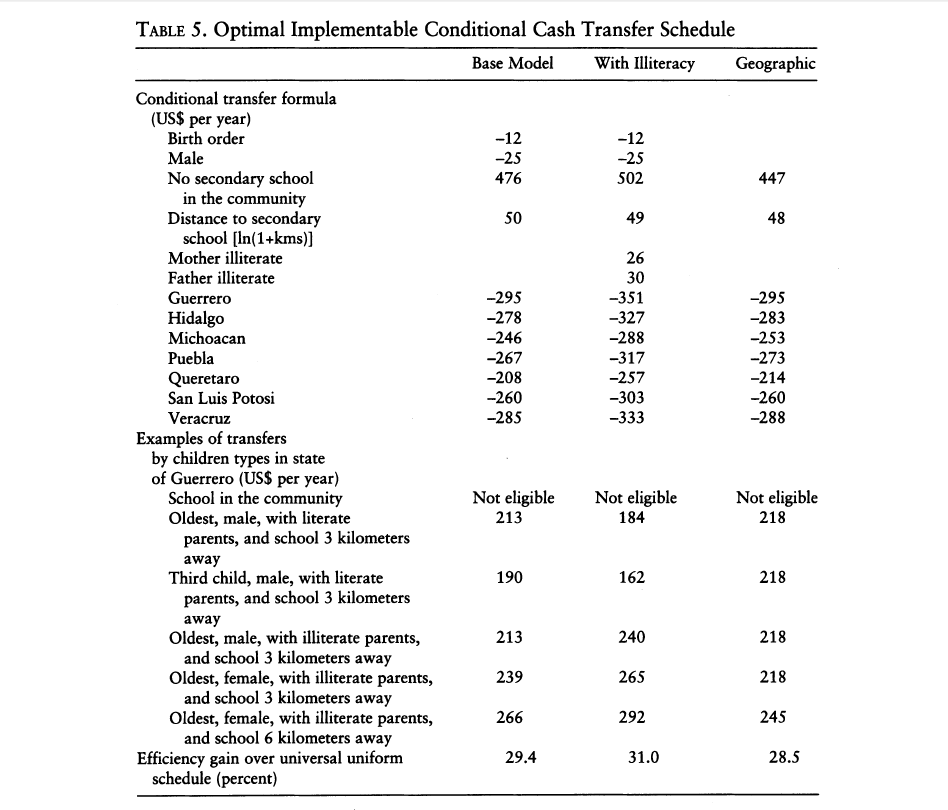 TABLE 5. Optimal Implementable Conditional Cash Transfer Schedule
Base Model With Illiteracy Geographic
Conditional transfer formula
(US$ per year)
Birth order –12 –12
Male –25 –25
No secondary school 476 502 447
in the community
Distance to secondary 50 49 48
school [ln(1+kms)]
Mother illiterate 26
Father illiterate 30
Guerrero –295 –351 –295
Hidalgo –278 –327 –283
Michoacan –246 –288 –253
Puebla –267 –317 –273
Queretaro –208 –257 –214
San Luis Potosi –260 –303 –260
Veracruz –285 –333 –288
Examples of transfers
by children types in state
of Guerrero (US$ per year)
School in the community Not eligible Not eligible Not eligible
Oldest, male, with literate 213 184 218
parents, and school 3 kilometers
away
Third child, male, with literate 190 162 218
parents, and school 3 kilometers
away
Oldest, male, with illiterate parents, 213 240 218
and school 3 kilometers away
Oldest, female, with illiterate parents, 239 265 218
and school 3 kilometers away
Oldest, female, with illiterate parents, 266 292 245
and school 6 kilometers away
Efficiency gain over universal uniform 29.4 31.0 28.5
schedule (percent)